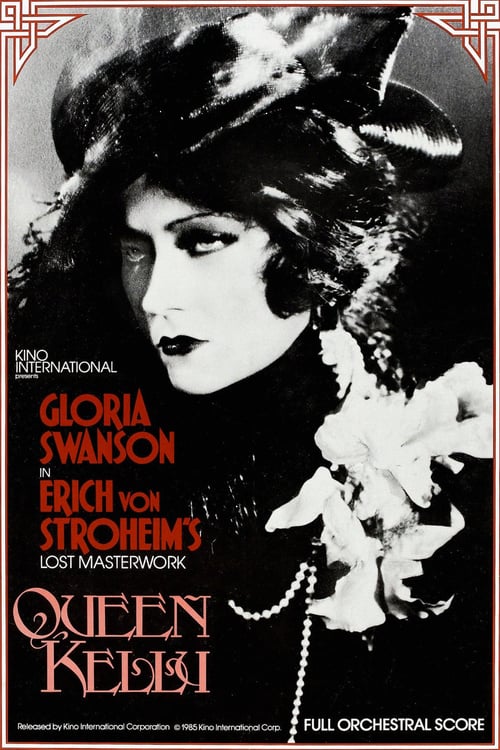 KINO
INTERNATIONAL
presents
GLORIA
SWANSON
IN
ERICH VON
STROHEIM'S
LOST MASTERWORK
QUEEN
KELLY
Released by Kino International Corporation © 1985 Kino International Corp.
FULL ORCHESTRAL SCORE